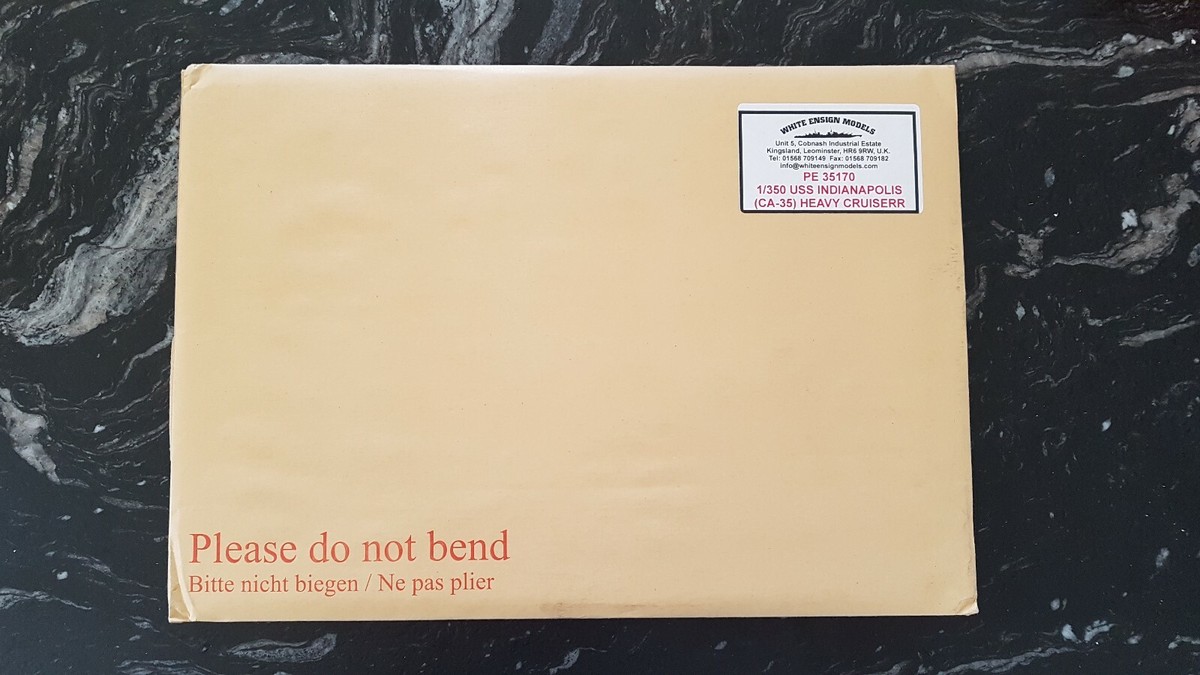 WHITE ENSIGN MODELS
Unit 5, Cobnash Industrial Estate
Kingsland, Leominster, HR6 9RW, U.K.
Tel: 01568 709149 Fax: 01568 709182
info@whiteensignmodels.com
PE 35170
1/350 USS INDIANAPOLIS
(CA-35) HEAVY CRUISERR
Please do not bend
Bitte nicht biegen / Ne pas plier